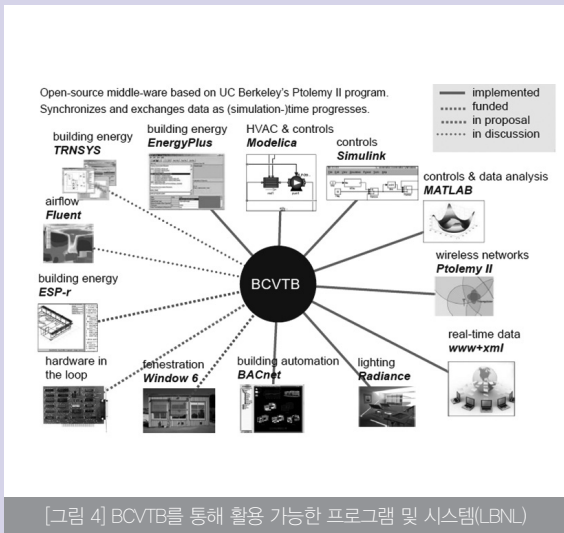 Open-source middle-ware based on UC Berkeley's Ptolemy II program.
Synchronizes and exchanges data as (simulation-)time progresses.
implemented
funded
in proposal
in discussion
building energy
TRNSYS
building energy
EnergyPlus
HVAC & controls
Modelica
controls
Simulink
controls & data analysis
MATLAB
airflow
Fluent
wireless networks
Ptolemy II
building energy
ESP-r
BCVTB
real-time data
www+xml
hardware in
the loop
fenestration
Window 6
building automation
BACnet
lighting
Radiance
[그림 4] BCVTB를 통해 활용 가능한 프로그램 및 시스템(LBNL)